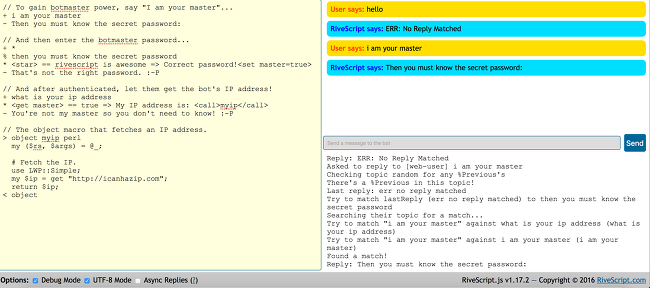 // To gain botmaster power, say "I am your master"...
+ i am your master
- Then you must know the secret password:
// And then enter the botmaster password...
+ *
% then you must know the secret password
* <star> == rivescript is awesome => Correct password!<set master=true>
- That's not the right password. :-P
// And after authenticated, let them get the bot's IP address!
+ what is your ip address
* <get master> == true => My IP address is: <call>myip</call>
- You're not my master so you don't need to know! :-P
// The object macro that fetches an IP address.
> object myip perl
my ($rs, $args) = @_;
# Fetch the IP.
use LWP::Simple;
my $ip = get "http://icanhazip.com";
return $ip;
< object
User says: hello
RiveScript says: ERR: No Reply Matched
User says: i am your master
RiveScript says: Then you must know the secret password:
Send a message to the bot
Send
Reply: ERR: No Reply Matched
Asked to reply to [web-user] i am your master
Checking topic random for any %Previous's
There's a %Previous in this topic!
Last reply: err no reply matched
Try to match lastReply (err no reply matched) to then you must know the
secret password
Searching their topic for a match...
Try to match "i am your master" against what is your ip address (what is
your ip address)
Try to match "i am your master" against i am your master (i am your
master)
Found a match!
Reply: Then you must know the secret password:
Options: Debug Mode UTF-8 Mode Async Replies (?)
RiveScript.js v1.17.2 — Copyright © 2016 RiveScript.com